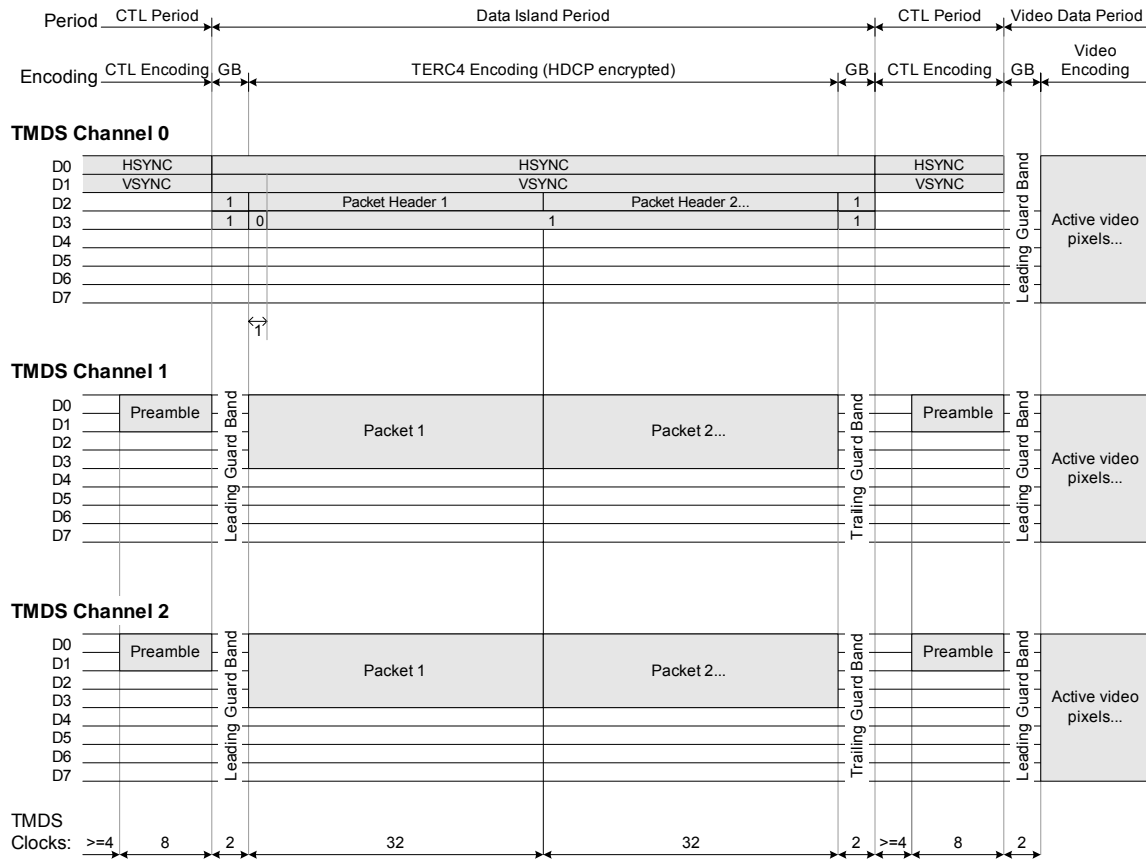 Period CTL Period Data Island Period CTL Period Video Data Period
Encoding CTL Encoding GB TERC4 Encoding (HDCP encrypted) GB CTL Encoding GB Video Encoding
TMDS Channel 0
D0 HSYNC HSYNC HSYNC
D1 VSYNC VSYNC VSYNC
D2 1 Packet Header 1 Packet Header 2... 1
D3 1 0 1 1
D4
D5
D6
D7
Leading Guard Band
Active video
pixels...
1
TMDS Channel 1
D0
D1
D2
D3
D4
D5
D6
D7
Preamble
Leading Guard Band
Packet 1
Packet 2...
Trailing Guard Band
Preamble
Leading Guard Band
Active video
pixels...
TMDS Channel 2
D0
D1
D2
D3
D4
D5
D6
D7
Preamble
Leading Guard Band
Packet 1
Packet 2...
Trailing Guard Band
Preamble
Leading Guard Band
Active video
pixels...
TMDS
Clocks: >=4 8 2 32 32 2 >=4 8 2